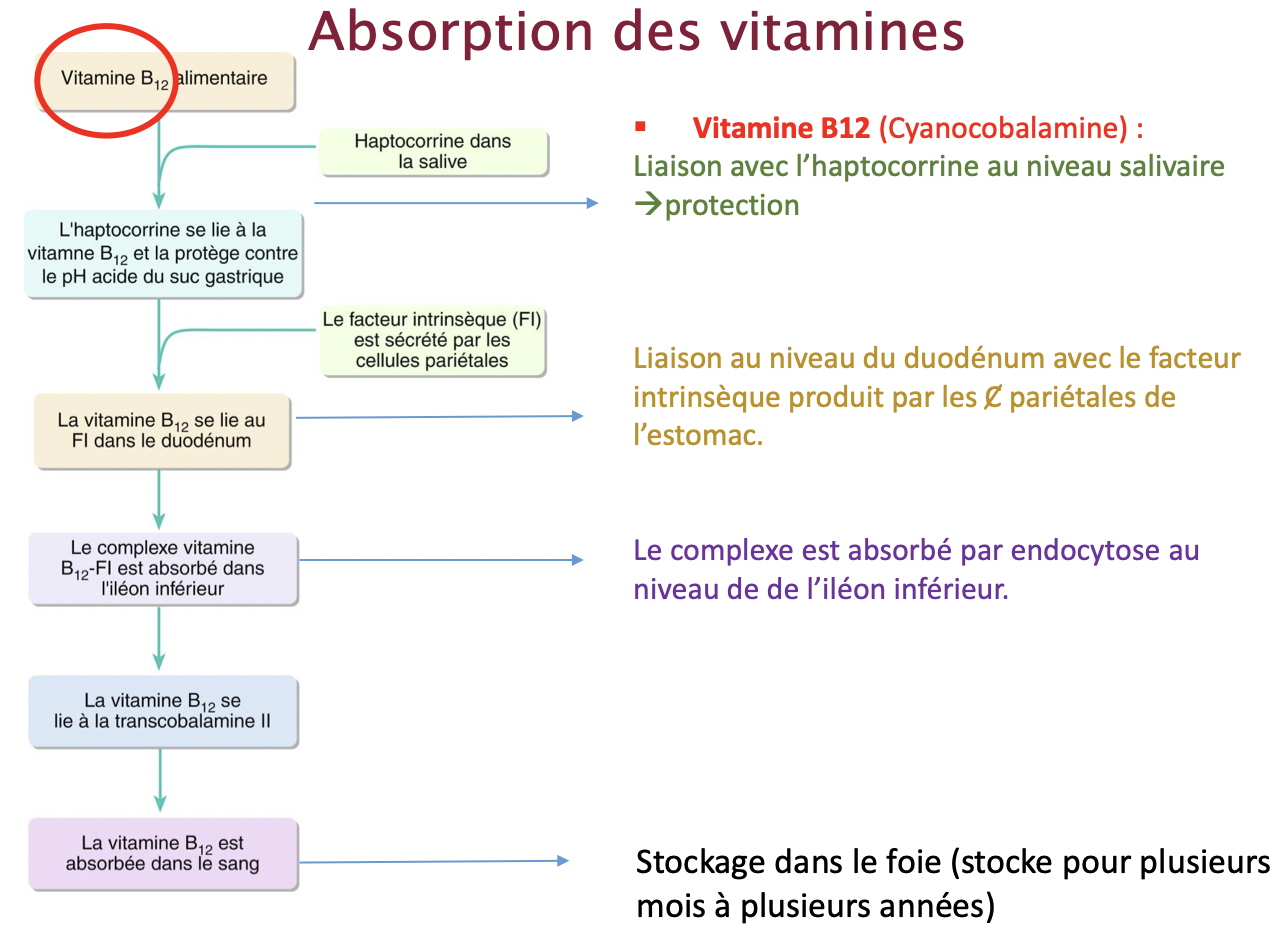 Absorption des vitamines
Vitamine B12 alimentaire
Haptocorrine dans
la salive
L'haptocorrine se lie à la
vitamne B12 et la protège contre
le pH acide du suc gastrique
Le facteur intrinsèque (FI)
est sécrété par les
cellules pariétales
La vitamine B12 se lie au
FI dans le duodénum
Le complexe vitamine
B12-FI est absorbé dans
l'iléon inférieur
La vitamine B12 se
lie à la transcobalamine II
La vitamine B12 est
absorbée dans le sang
▪ Vitamine B12 (Cyanocobalamine) :
Liaison avec l’haptocorrine au niveau salivaire
→protection
Liaison au niveau du duodénum avec le facteur
intrinsèque produit par les Ȼ pariétales de
l’estomac.
Le complexe est absorbé par endocytose au
niveau de de l’iléon inférieur.
Stockage dans le foie (stocke pour plusieurs
mois à plusieurs années)